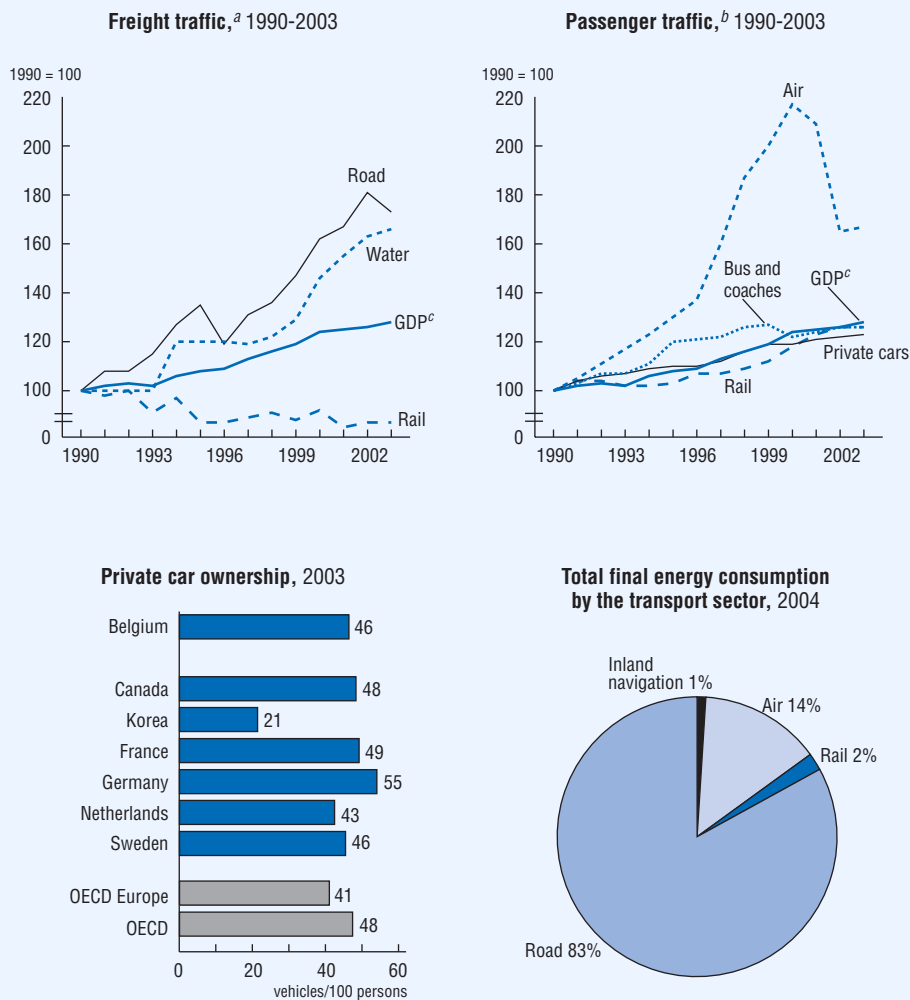 Freight traffic,a 1990-2003
1990 = 100
220
200
180
160
140
120
100
0
Road
Water
GDPc
Rail
1990 1993 1996 1999 2002
Passenger traffic,b 1990-2003
1990 = 100
220
200
180
160
140
120
100
0
Air
Bus and
coaches
GDPc
Private cars
Rail
1990 1993 1996 1999 2002
Private car ownership, 2003
Belgium 46
Canada 48
Korea 21
France 49
Germany 55
Netherlands 43
Sweden 46
OECD Europe 41
OECD 48
0 20 40 60
vehicles/100 persons
Total final energy consumption
by the transport sector, 2004
Inland
navigation 1%
Air 14%
Rail 2%
Road 83%